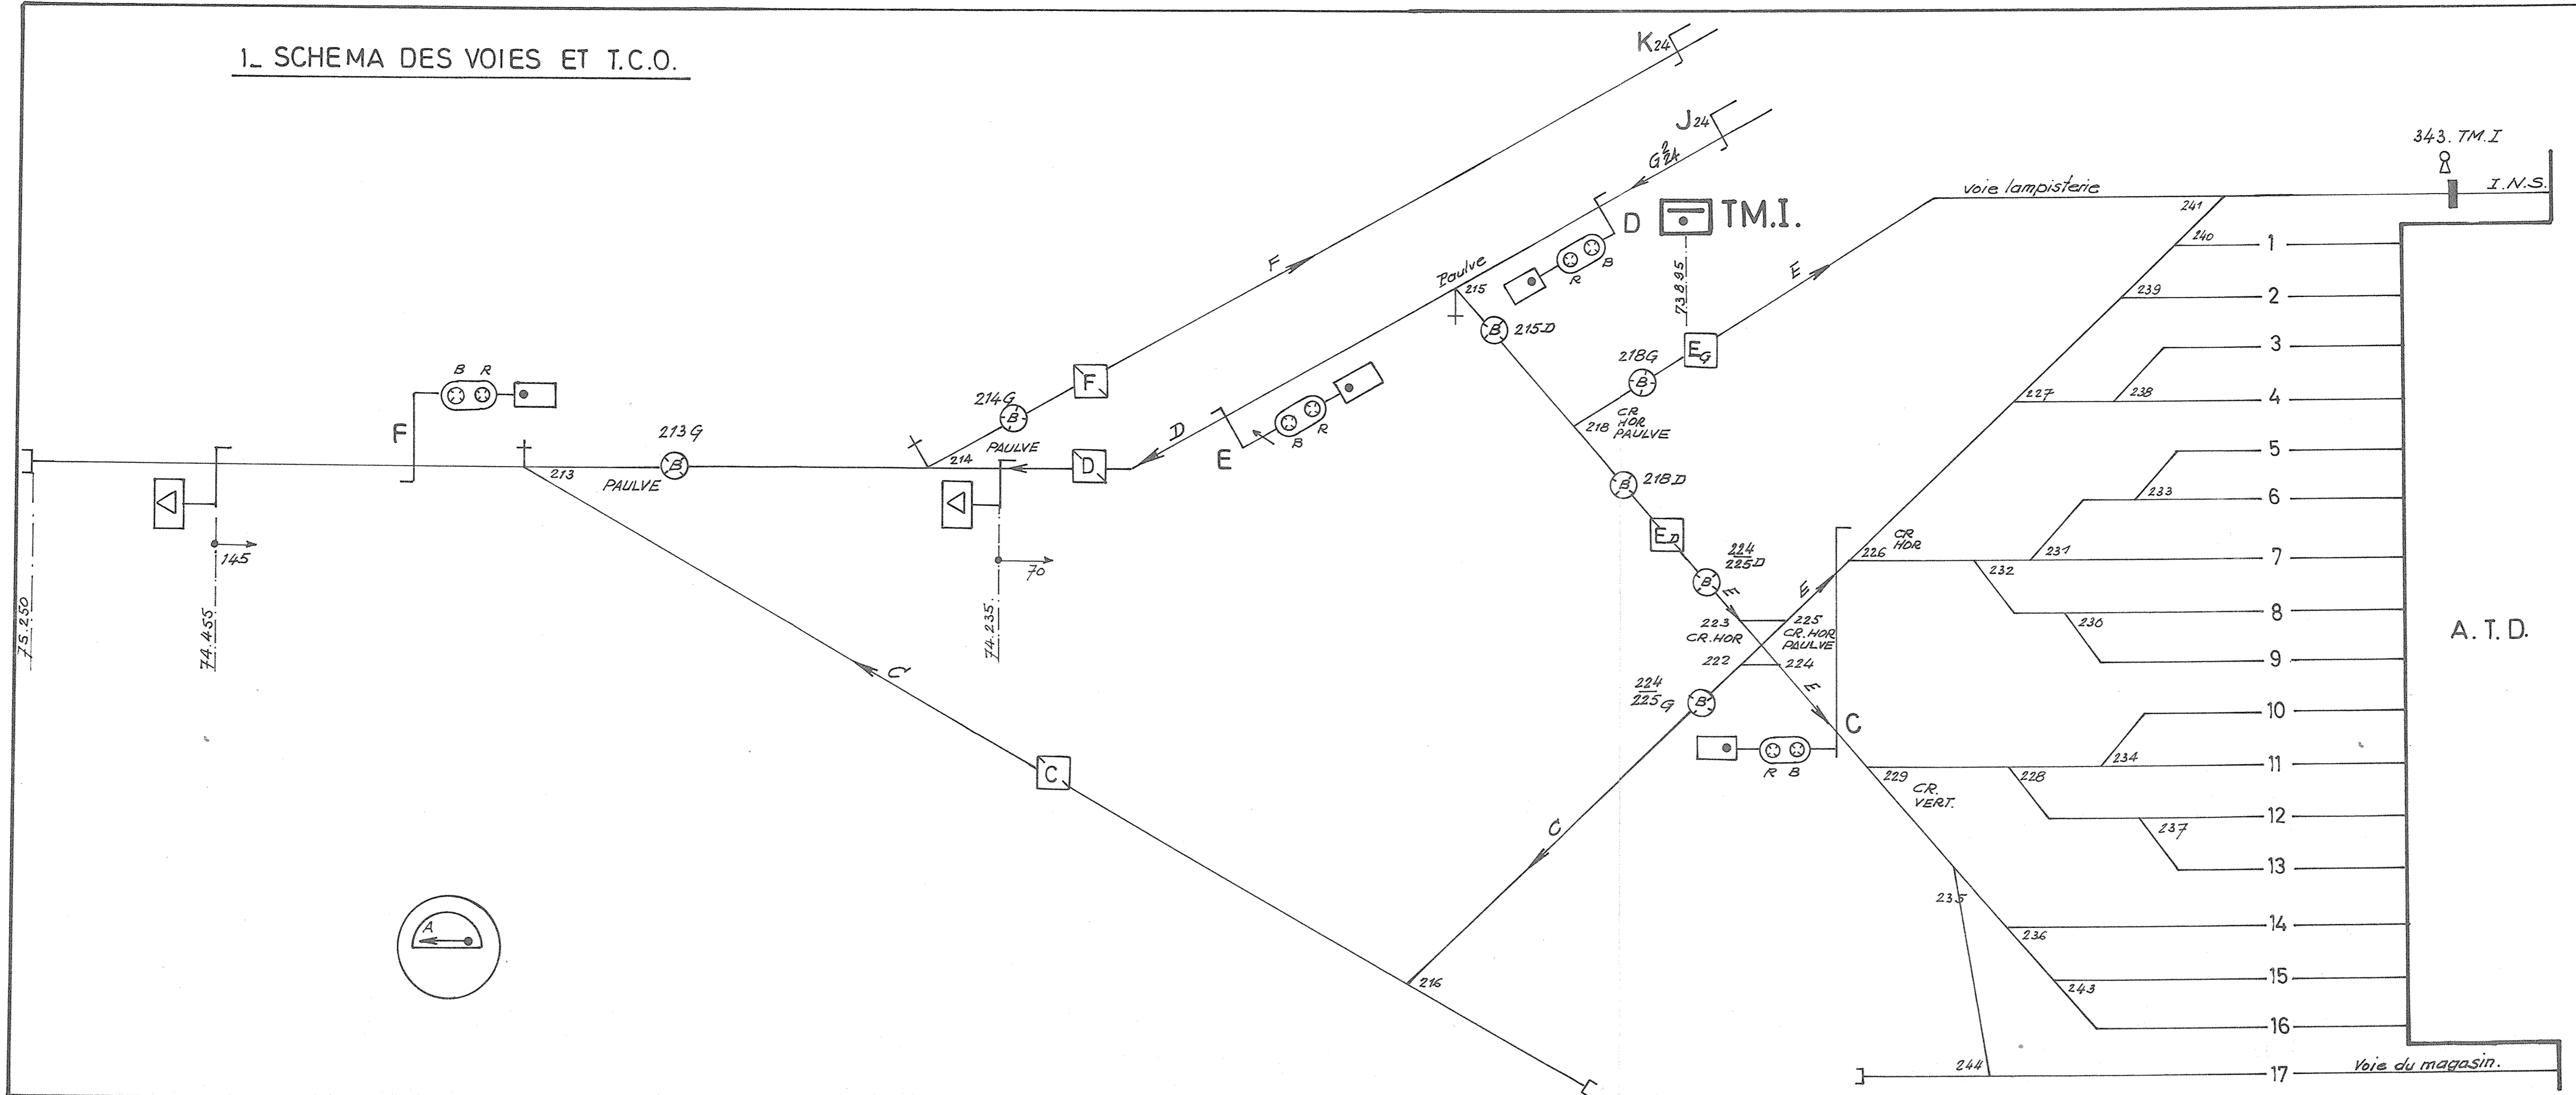 1_ SCHEMA DES VOIES ET T.C.O.
K24
J24
G 2/24
343. TM.I
I.N.S.
voie lampisterie
D
TM.I.
73.895
R B
Paulve
215
215D
F
E
241
240
1
239
2
3
238
227
4
5
233
6
231
7
232
8
230
9
10
234
11
228
12
237
13
14
236
15
243
16
17
244
235
Voie du magasin.
A. T. D.
EG
218G
B
CR
HOR
PAULVE
218
218D
B
ED
224
225D
B
E
E
223
CR.HOR
225
CR.HOR
PAULVE
222
224
E
224
225G
B
C
R B
226
CR
HOR
229
CR.
VERT.
B R
F
213G
B
213
PAULVE
214G
B
F
PAULVE
214
D
D
E
B R
B
145
70
75.250
74.455
74.235
C
C
C
216
A